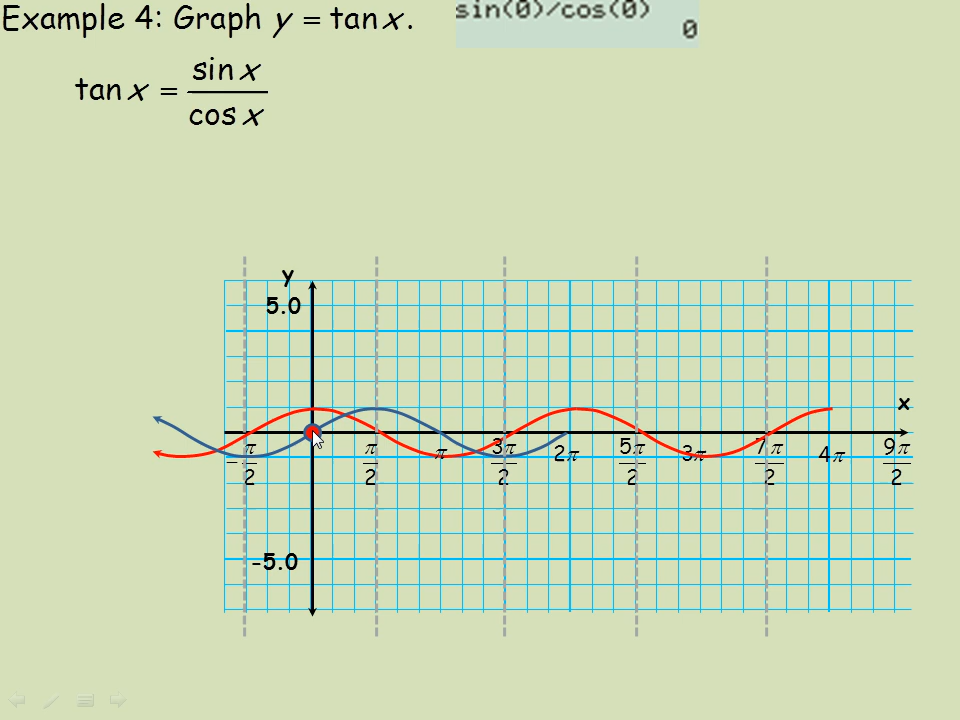 Example 4: Graph y = tan x.
sin(0)/cos(0)
0
tan x = sin x / cos x
y
5.0
x
-π/2 π/2 π 3π/2 2π 5π/2 3π 7π/2 4π 9π/2
-5.0